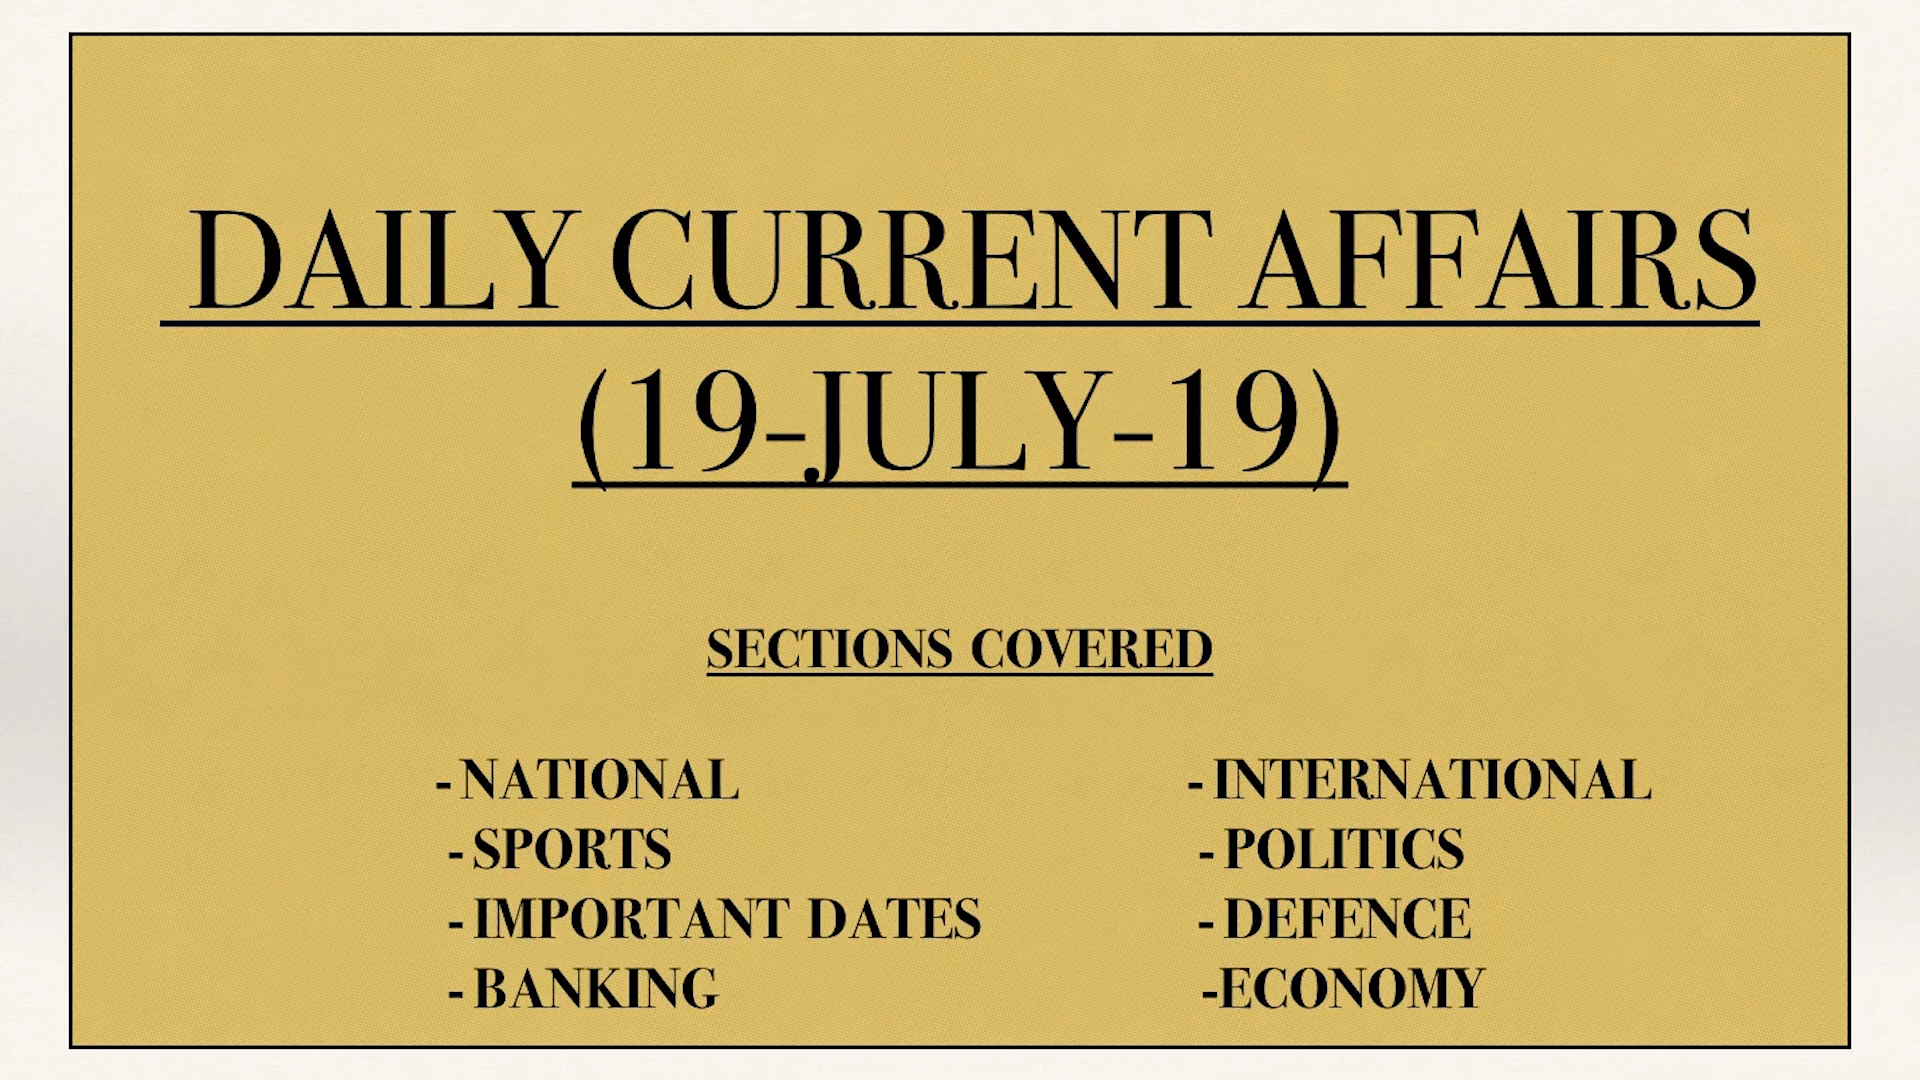 DAILY CURRENT AFFAIRS
(19-JULY-19)
SECTIONS COVERED
- NATIONAL
- SPORTS
- IMPORTANT DATES
- BANKING
- INTERNATIONAL
- POLITICS
- DEFENCE
-ECONOMY